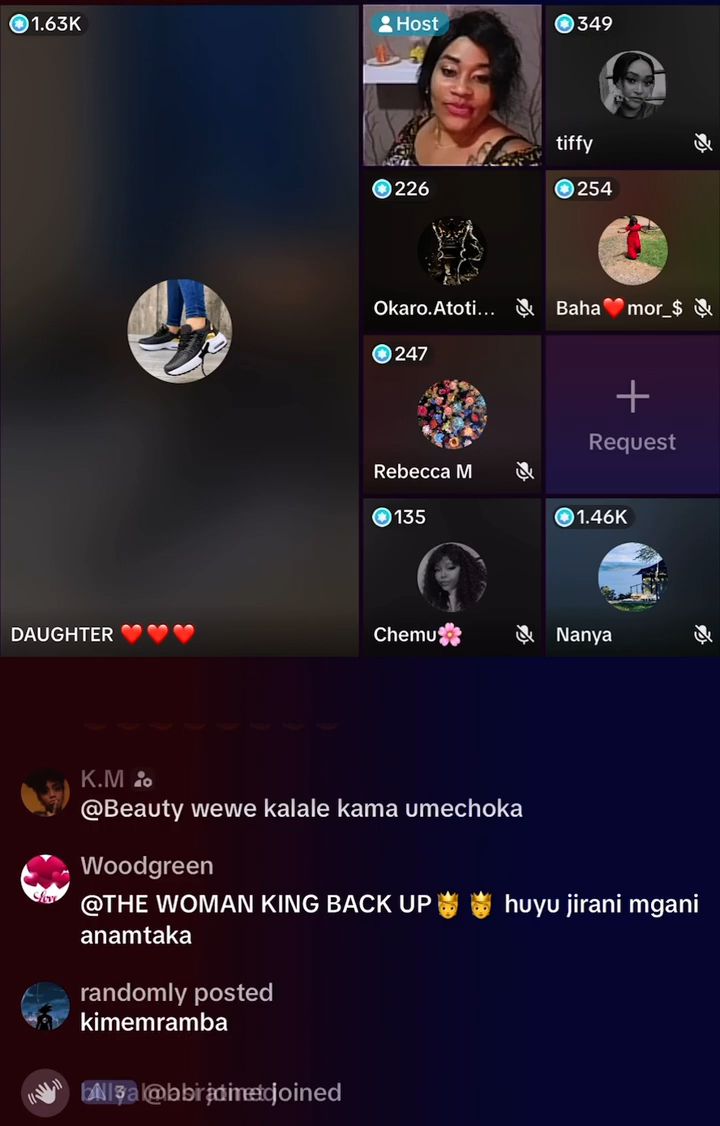 1.63K
Host
349
tiffy
226
254
Okaro.Atoti...
Baha❤️mor_$
247
Rebecca M
+
Request
135
1.46K
DAUGHTER ❤️❤️❤️
Chemu🌸
Nanya
K.M
@Beauty wewe kalale kama umechoka
Woodgreen
@THE WOMAN KING BACK UP🤴🤴 huyu jirani mgani
anamtaka
randomly posted
kimemramba
3 joined